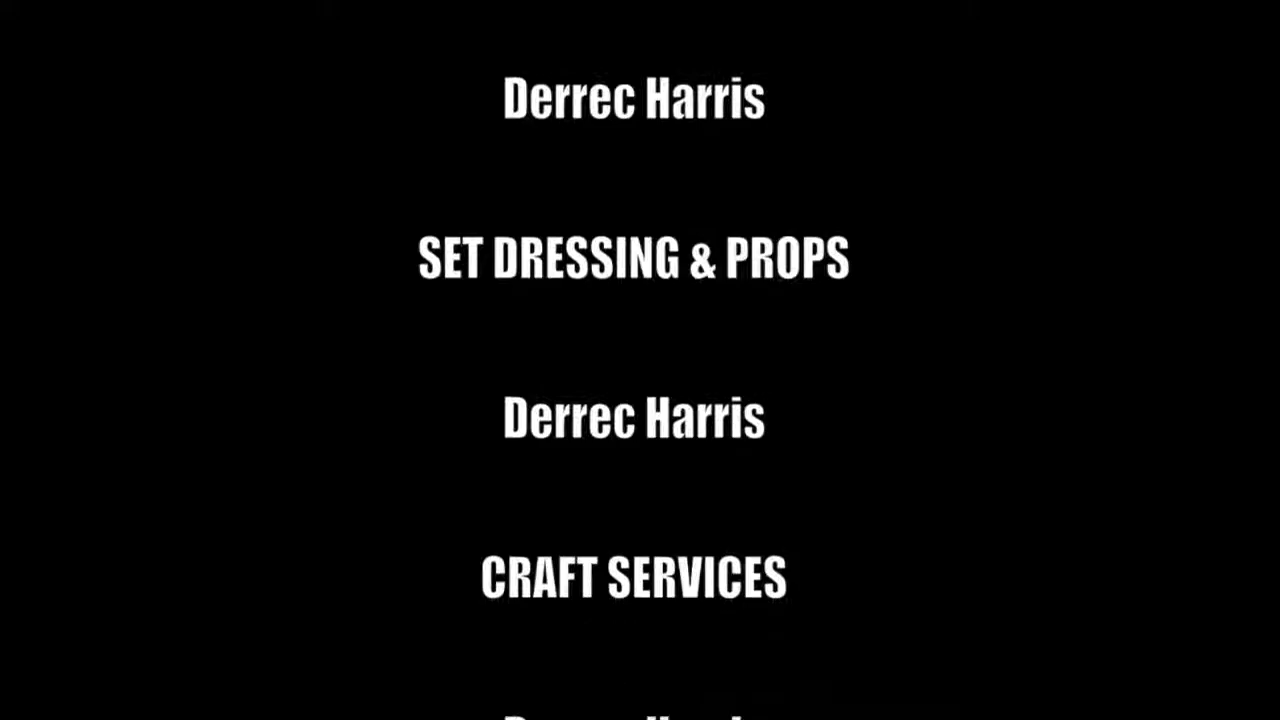 Derrec Harris
SET DRESSING & PROPS
Derrec Harris
CRAFT SERVICES